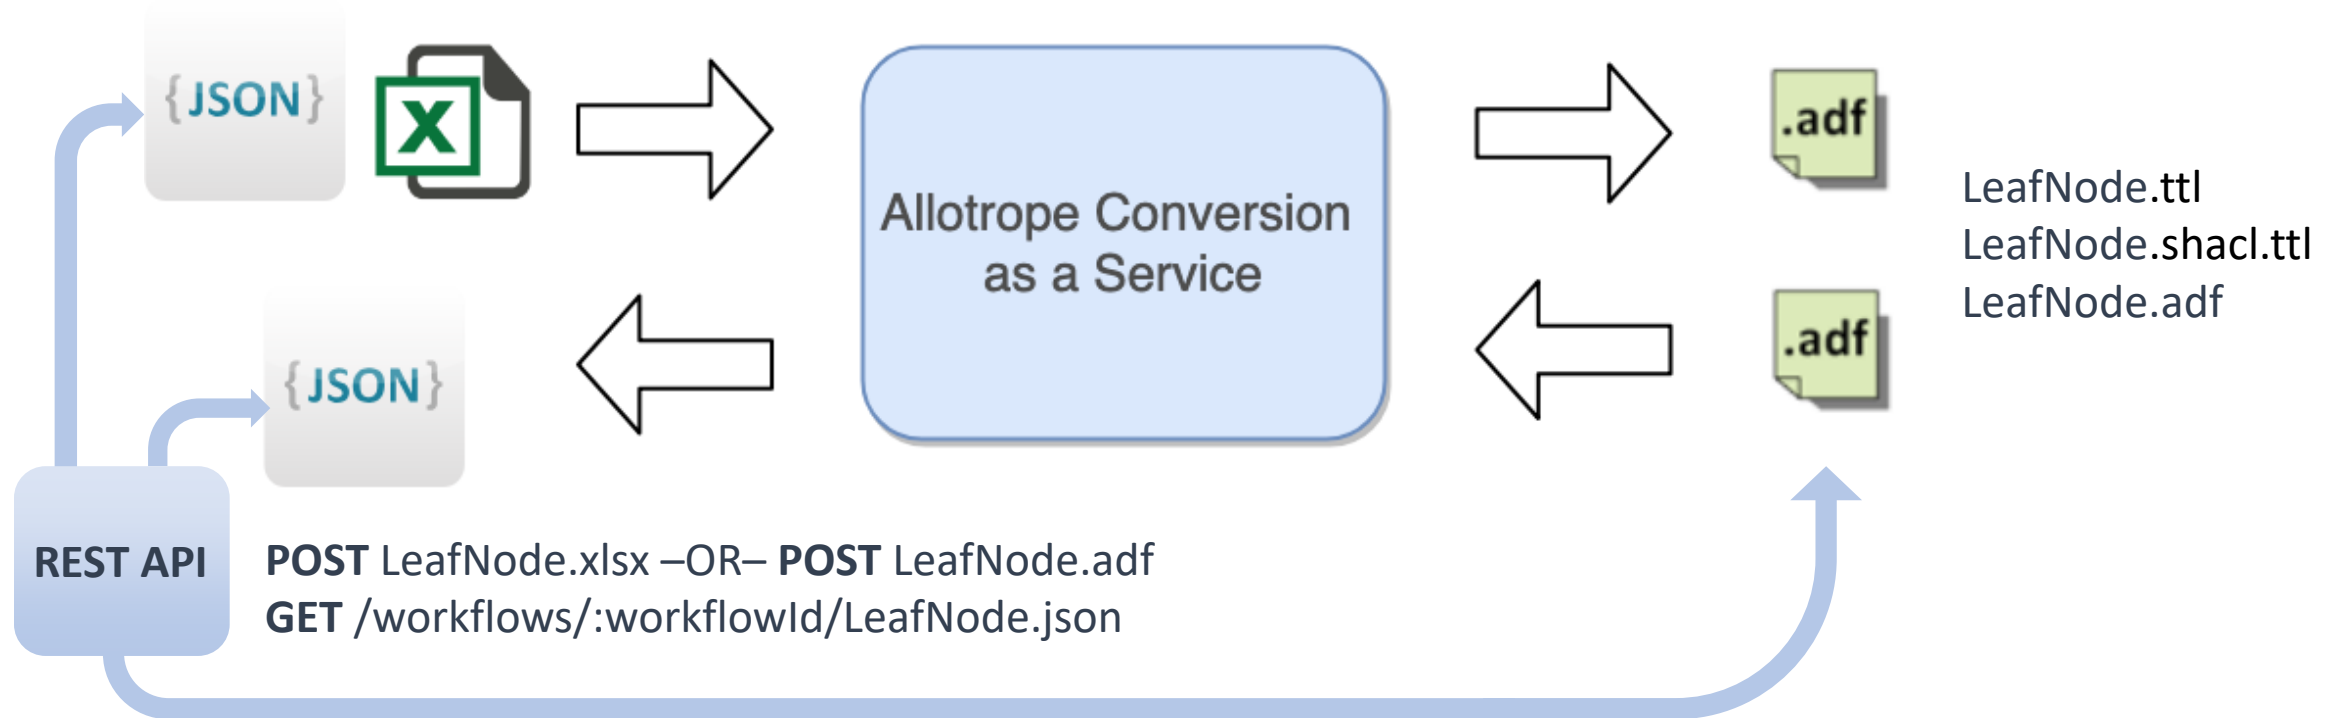 {JSON}
X
Allotrope Conversion
as a Service
.adf
LeafNode.ttl
LeafNode.shacl.ttl
LeafNode.adf
.adf
{JSON}
REST API
POST LeafNode.xlsx –OR– POST LeafNode.adf
GET /workflows/:workflowId/LeafNode.json